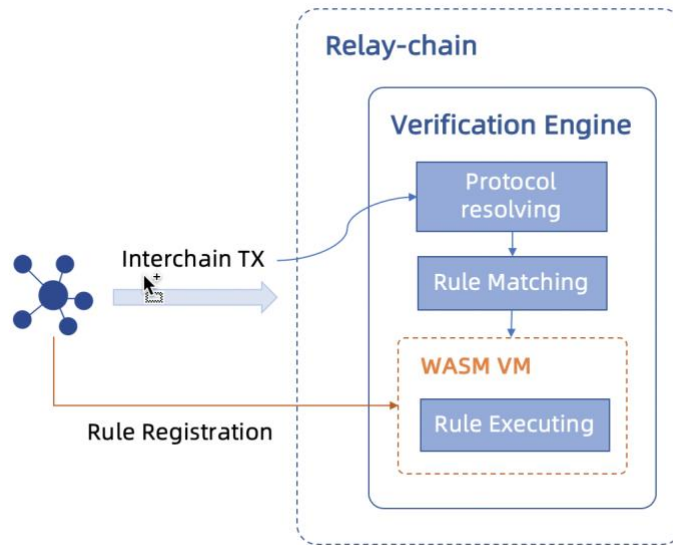 Relay-chain
Verification Engine
Protocol
resolving
Interchain TX
Rule Matching
WASM VM
Rule Executing
Rule Registration